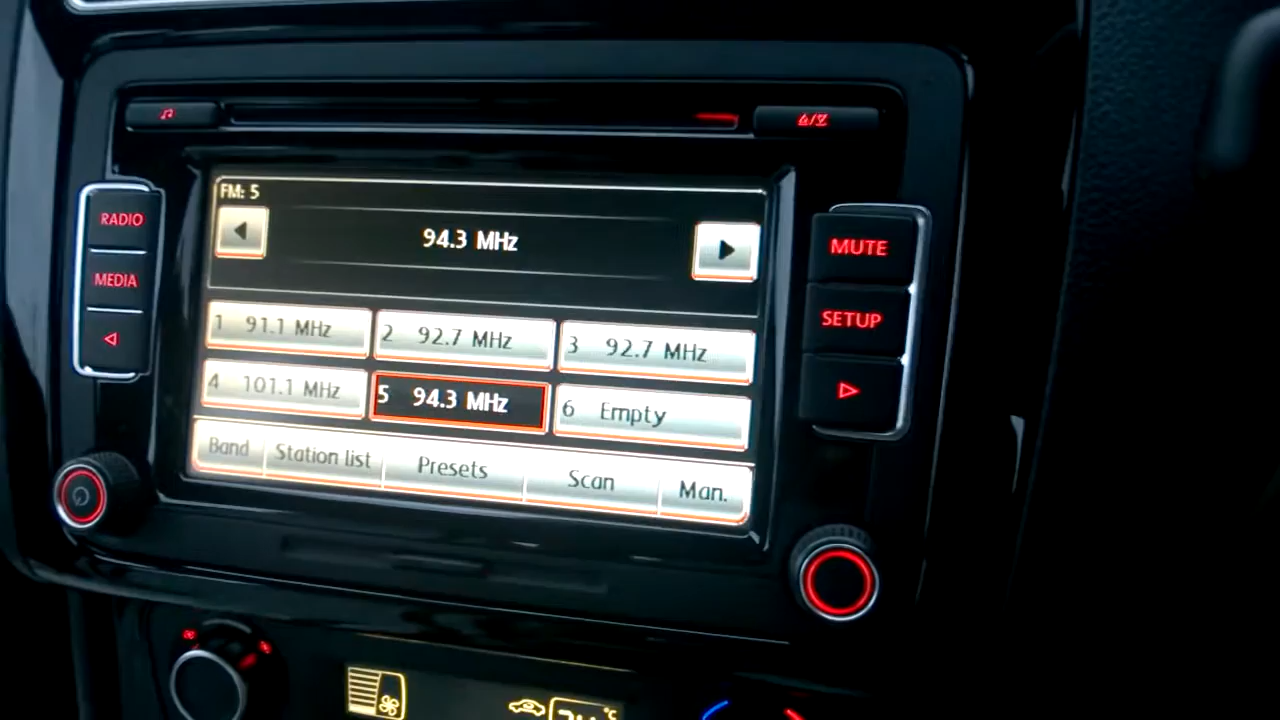 FM: 5
RADIO
94.3 MHz
MUTE
MEDIA
1 91.1 MHz
2 92.7 MHz
3 92.7 MHz
SETUP
4 101.1 MHz
5 94.3 MHz
6 Empty
Band
Station list
Presets
Scan
Man.
°C